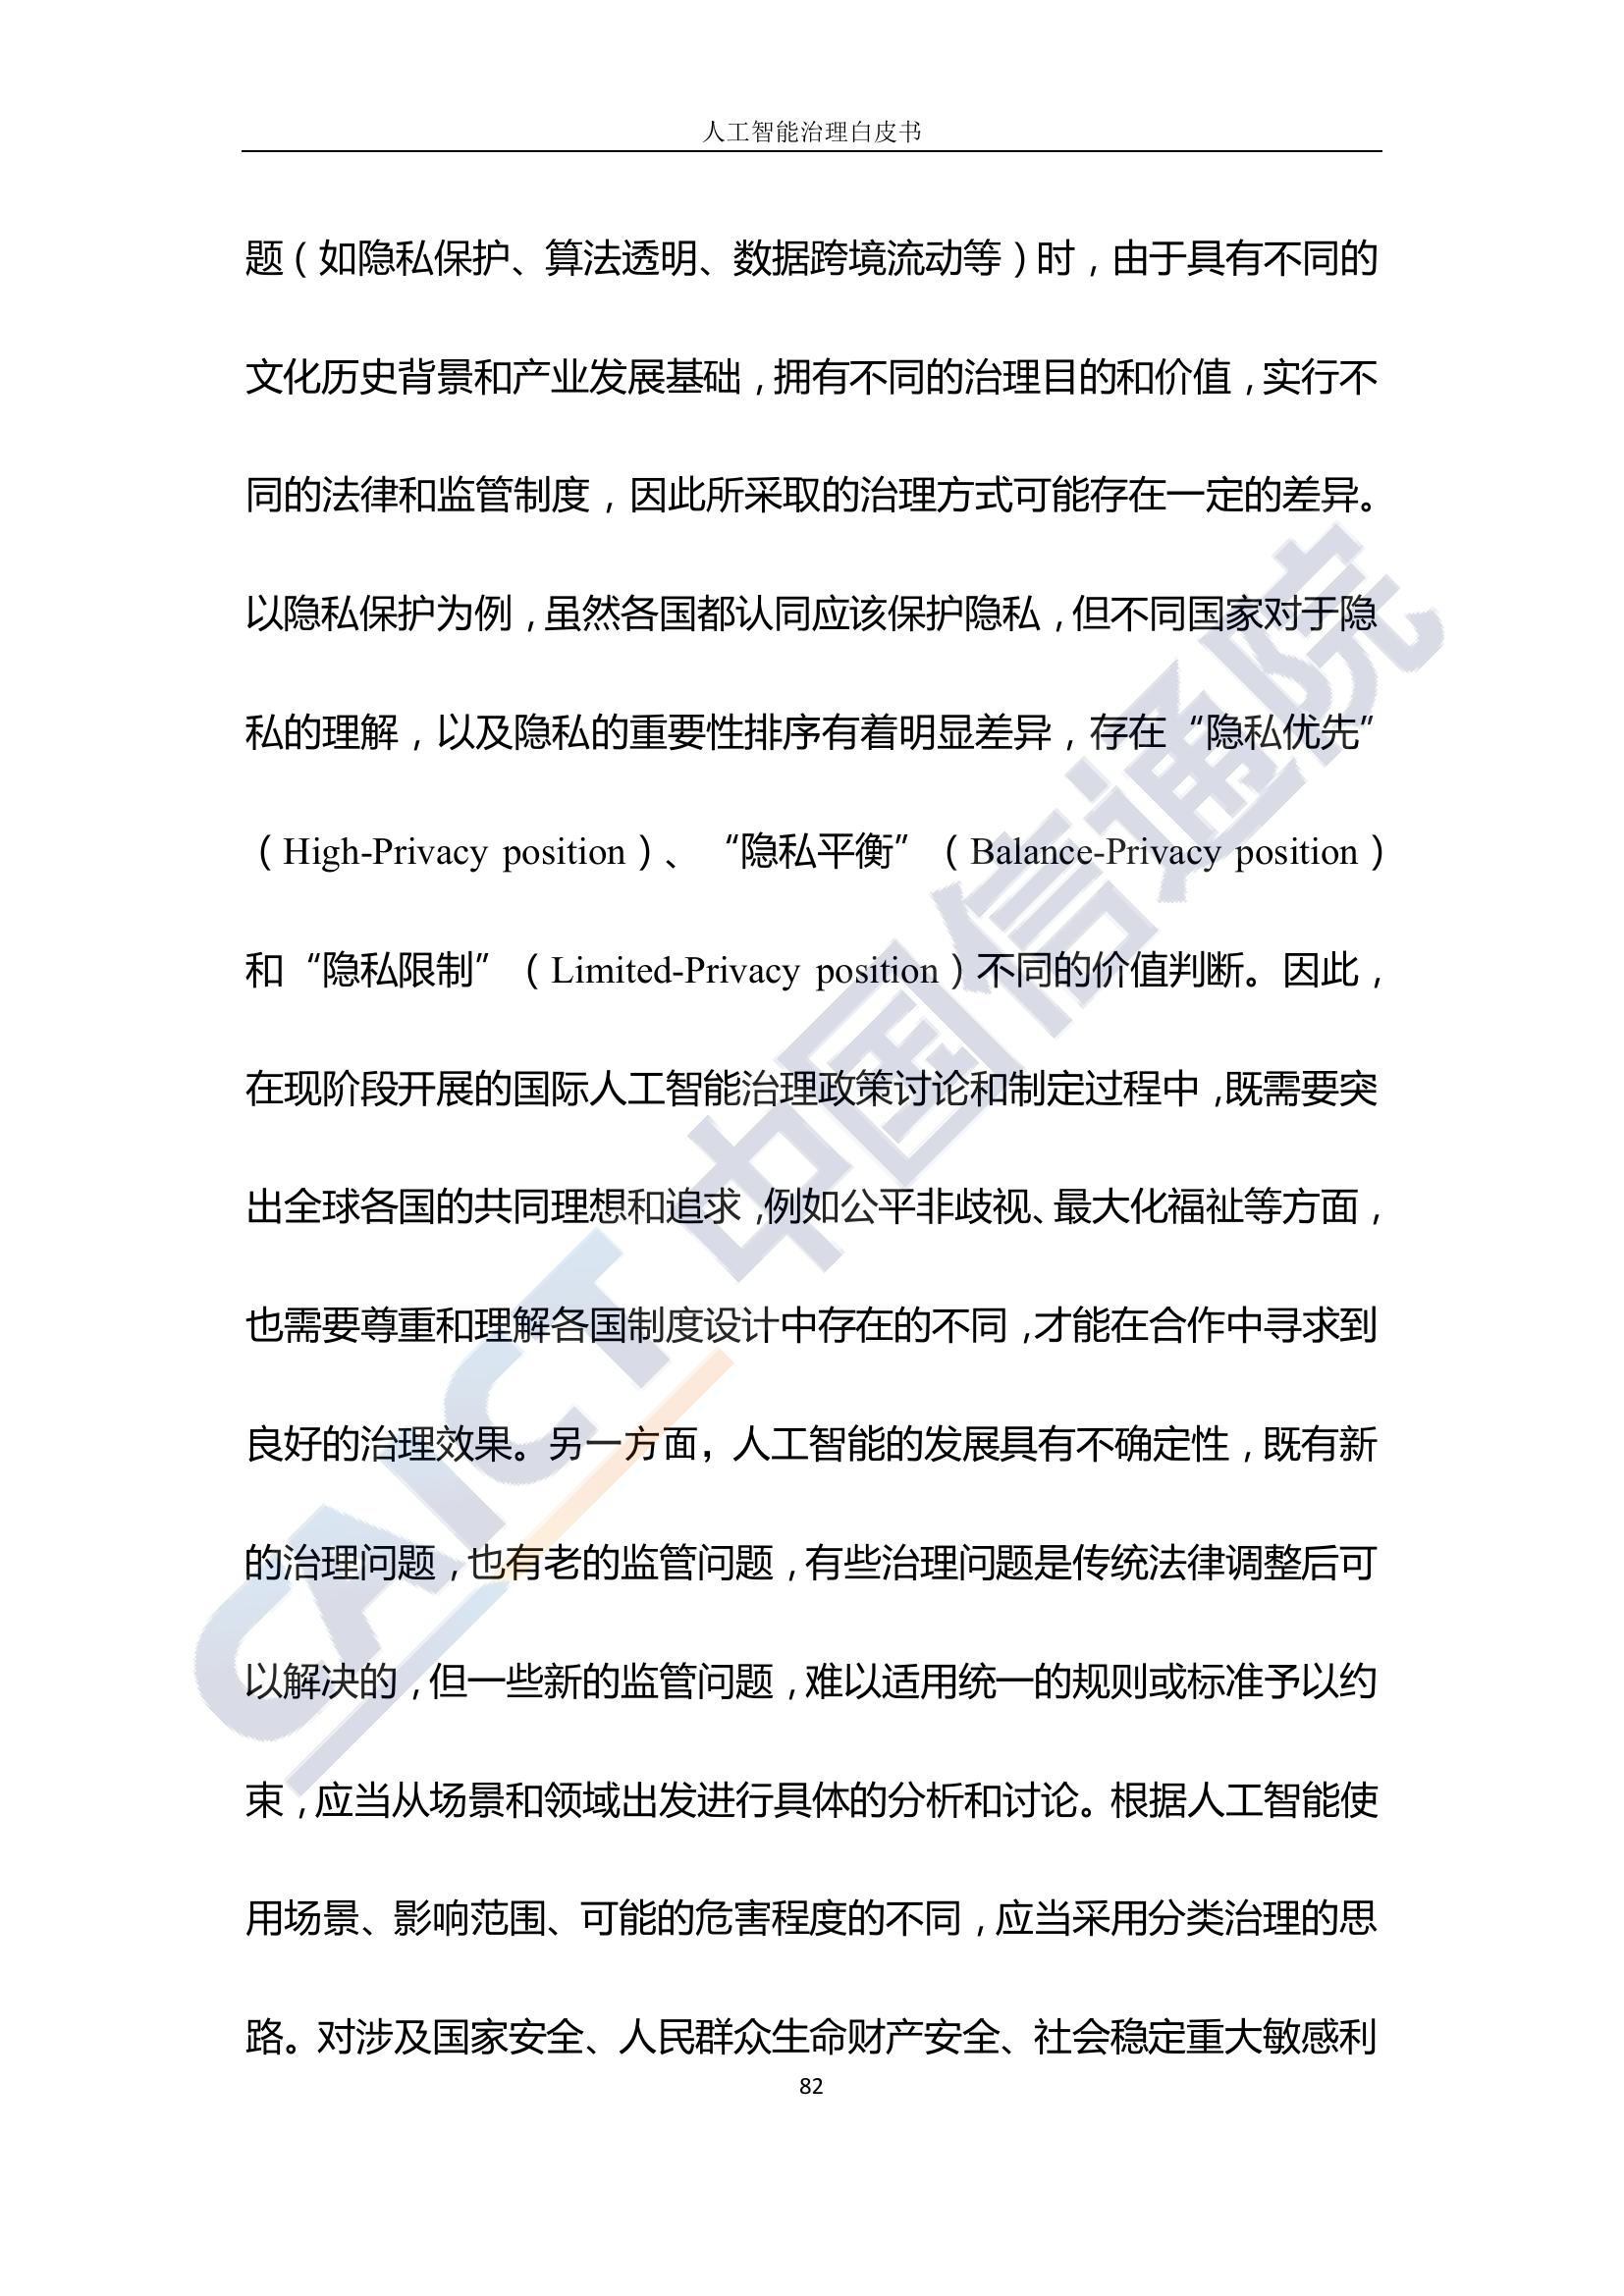 人工智能治理白皮书
题（如隐私保护、算法透明、数据跨境流动等）时，由于具有不同的
文化历史背景和产业发展基础，拥有不同的治理目的和价值，实行不
同的法律和监管制度，因此所采取的治理方式可能存在一定的差异。
以隐私保护为例，虽然各国都认同应该保护隐私，但不同国家对于隐
私的理解，以及隐私的重要性排序有着明显差异，存在“隐私优先”
（High-Privacy position）、“隐私平衡”（Balance-Privacy position）
和“隐私限制”（Limited-Privacy position）不同的价值判断。因此，
在现阶段开展的国际人工智能治理政策讨论和制定过程中，既需要突
出全球各国的共同理想和追求，例如公平非歧视、最大化福祉等方面，
也需要尊重和理解各国制度设计中存在的不同，才能在合作中寻求到
良好的治理效果。另一方面，人工智能的发展具有不确定性，既有新
的治理问题，也有老的监管问题，有些治理问题是传统法律调整后可
以解决的，但一些新的监管问题，难以适用统一的规则或标准予以约
束，应当从场景和领域出发进行具体的分析和讨论。根据人工智能使
用场景、影响范围、可能的危害程度的不同，应当采用分类治理的思
路。对涉及国家安全、人民群众生命财产安全、社会稳定重大敏感利
82
CAICT 中国信通院